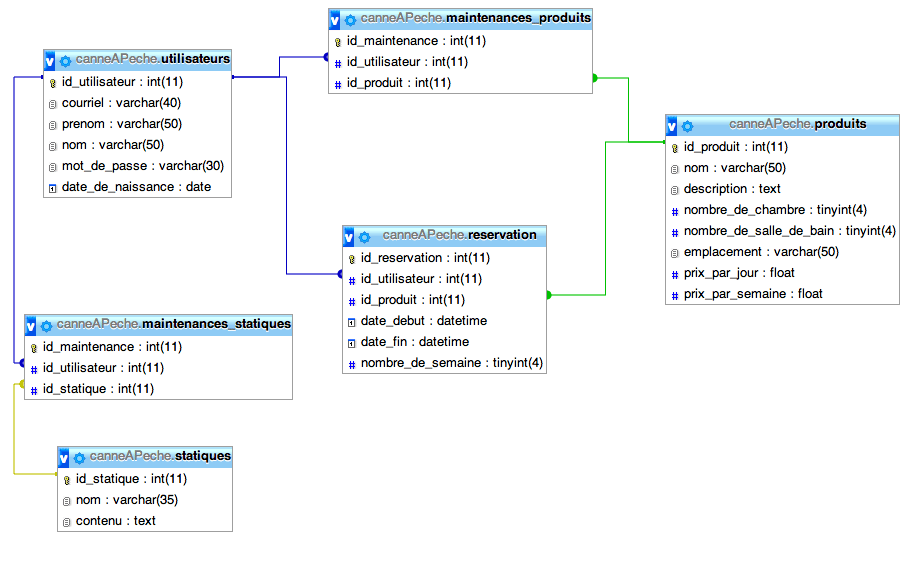 canneAPeche.maintenances_produits
id_maintenance : int(11)
id_utilisateur : int(11)
id_produit : int(11)
canneAPeche.utilisateurs
id_utilisateur : int(11)
courriel : varchar(40)
prenom : varchar(50)
nom : varchar(50)
mot_de_passe : varchar(30)
date_de_naissance : date
canneAPeche.produits
id_produit : int(11)
nom : varchar(50)
description : text
nombre_de_chambre : tinyint(4)
nombre_de_salle_de_bain : tinyint(4)
emplacement : varchar(50)
prix_par_jour : float
prix_par_semaine : float
canneAPeche.reservation
id_reservation : int(11)
id_utilisateur : int(11)
id_produit : int(11)
date_debut : datetime
date_fin : datetime
nombre_de_semaine : tinyint(4)
canneAPeche.maintenances_statiques
id_maintenance : int(11)
id_utilisateur : int(11)
id_statique : int(11)
canneAPeche.statiques
id_statique : int(11)
nom : varchar(35)
contenu : text